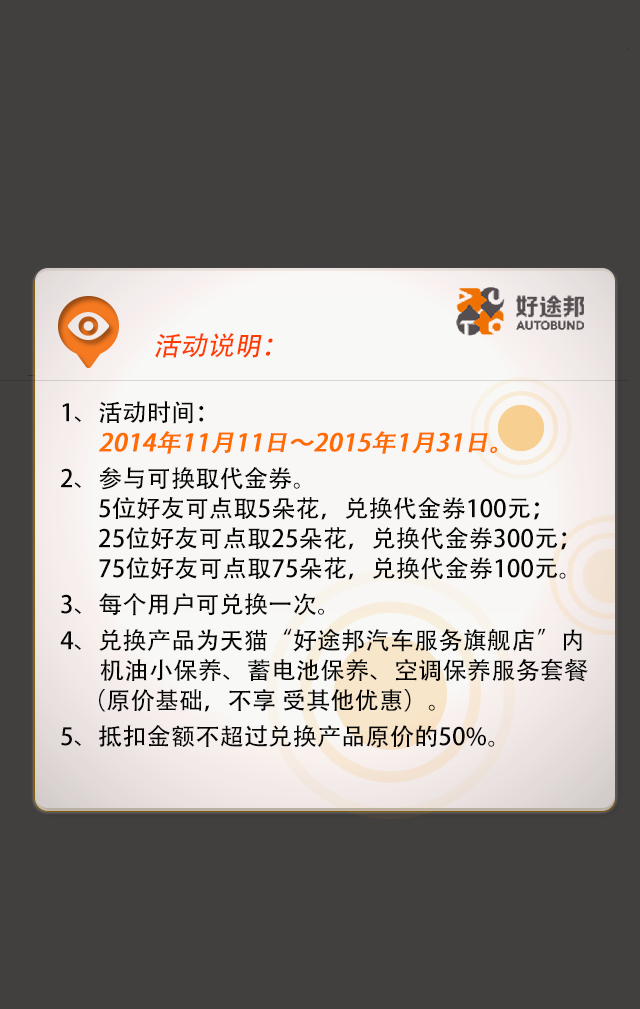 好途邦
AUTOBUND
活动说明：
1、活动时间：
2014年11月11日～2015年1月31日。
2、参与可换取代金券。
5位好友可点取5朵花，兑换代金券100元；
25位好友可点取25朵花，兑换代金券300元；
75位好友可点取75朵花，兑换代金券100元。
3、每个用户可兑换一次。
4、兑换产品为天猫“好途邦汽车服务旗舰店”内
机油小保养、蓄电池保养、空调保养服务套餐
（原价基础，不享 受其他优惠）。
5、抵扣金额不超过兑换产品原价的50%。